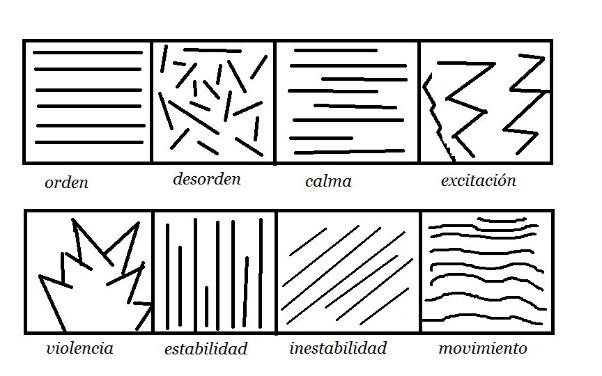 orden desorden calma excitación
violencia estabilidad inestabilidad movimiento